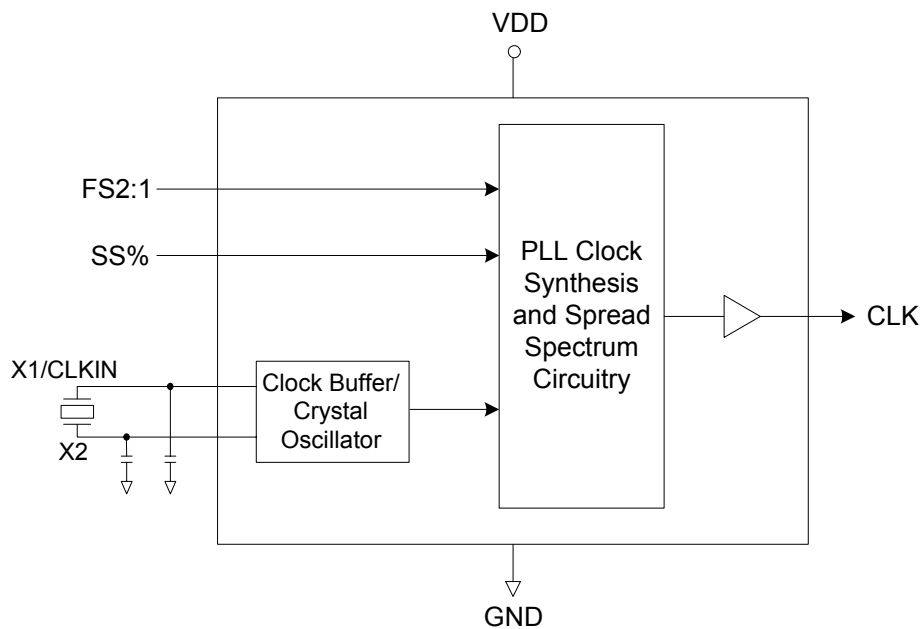 VDD
FS2:1
SS%
PLL Clock
Synthesis
and Spread
Spectrum
Circuitry
CLK
X1/CLKIN
Clock Buffer/
Crystal
Oscillator
X2
GND